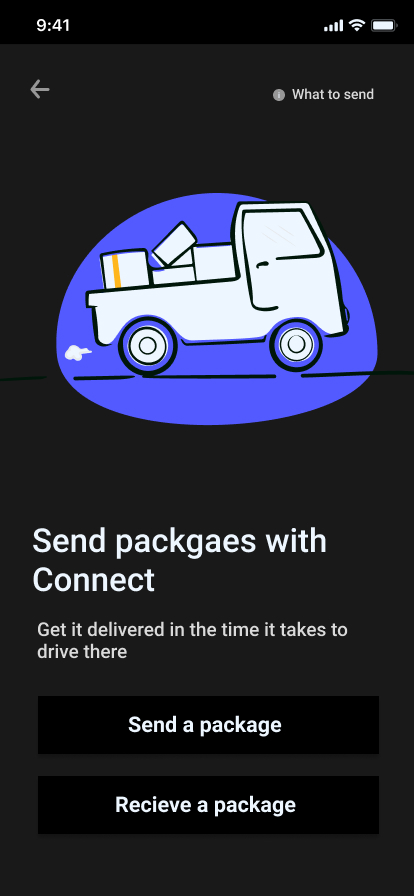 9:41
What to send
Send packgaes with
Connect
Get it delivered in the time it takes to
drive there
Send a package
Recieve a package